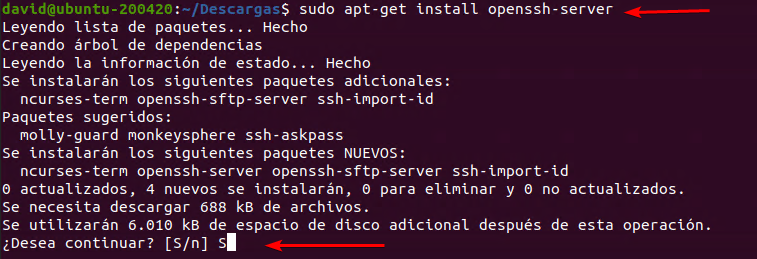 david@ubuntu-200420:~/Descargas$ sudo apt-get install openssh-server
Leyendo lista de paquetes... Hecho
Creando árbol de dependencias
Leyendo la información de estado... Hecho
Se instalarán los siguientes paquetes adicionales:
  ncurses-term openssh-sftp-server ssh-import-id
Paquetes sugeridos:
  molly-guard monkeysphere ssh-askpass
Se instalarán los siguientes paquetes NUEVOS:
  ncurses-term openssh-server openssh-sftp-server ssh-import-id
0 actualizados, 4 nuevos se instalarán, 0 para eliminar y 0 no actualizados.
Se necesita descargar 688 kB de archivos.
Se utilizarán 6.010 kB de espacio de disco adicional después de esta operación.
¿Desea continuar? [S/n] S